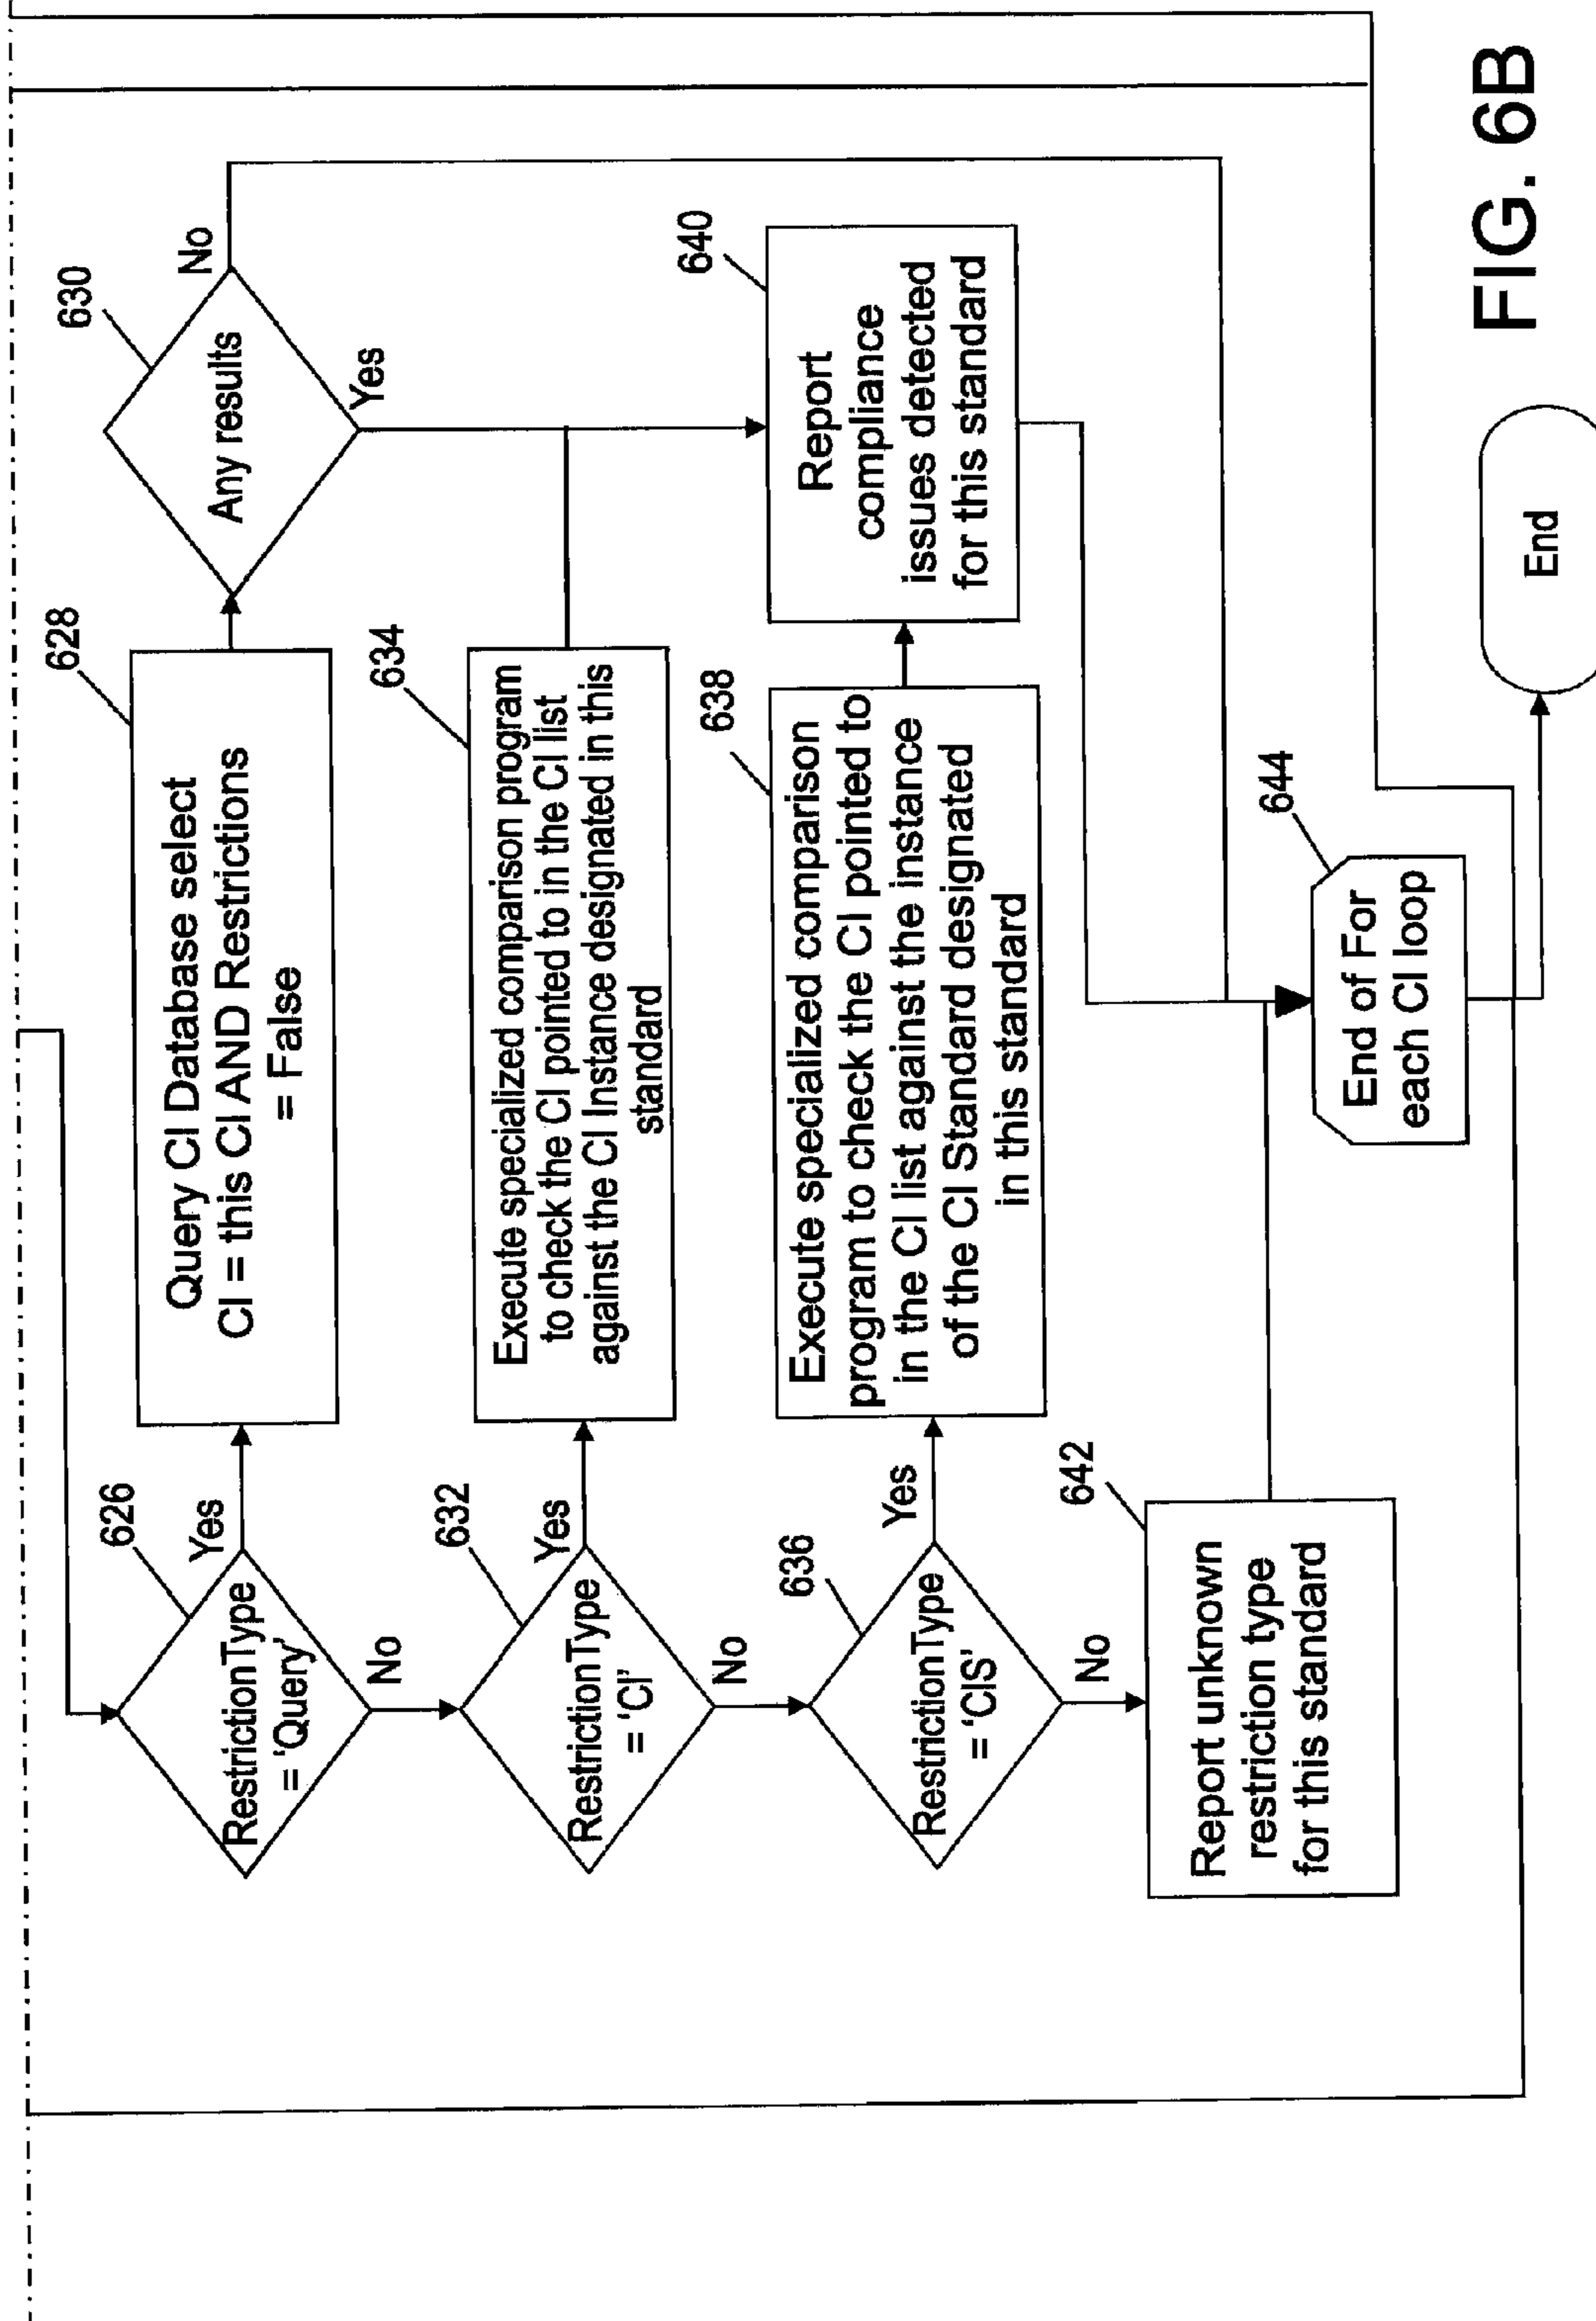 626
RestrictionType
= 'Query'
Yes
No
628
Query CI Database select
CI = this CI AND Restrictions
= False
630
Any results
No
Yes
632
RestrictionType
= 'CI'
Yes
No
634
Execute specialized comparison program
to check the CI pointed to in the CI list
against the CI Instance designated in this
standard
636
RestrictionType
= 'CIS'
Yes
No
638
Execute specialized comparison
program to check the CI pointed to
in the CI list against the instance
of the CI Standard designated
in this standard
640
Report
compliance
issues detected
for this standard
642
Report unknown
restriction type
for this standard
644
End of For
each CI loop
End
FIG. 6B